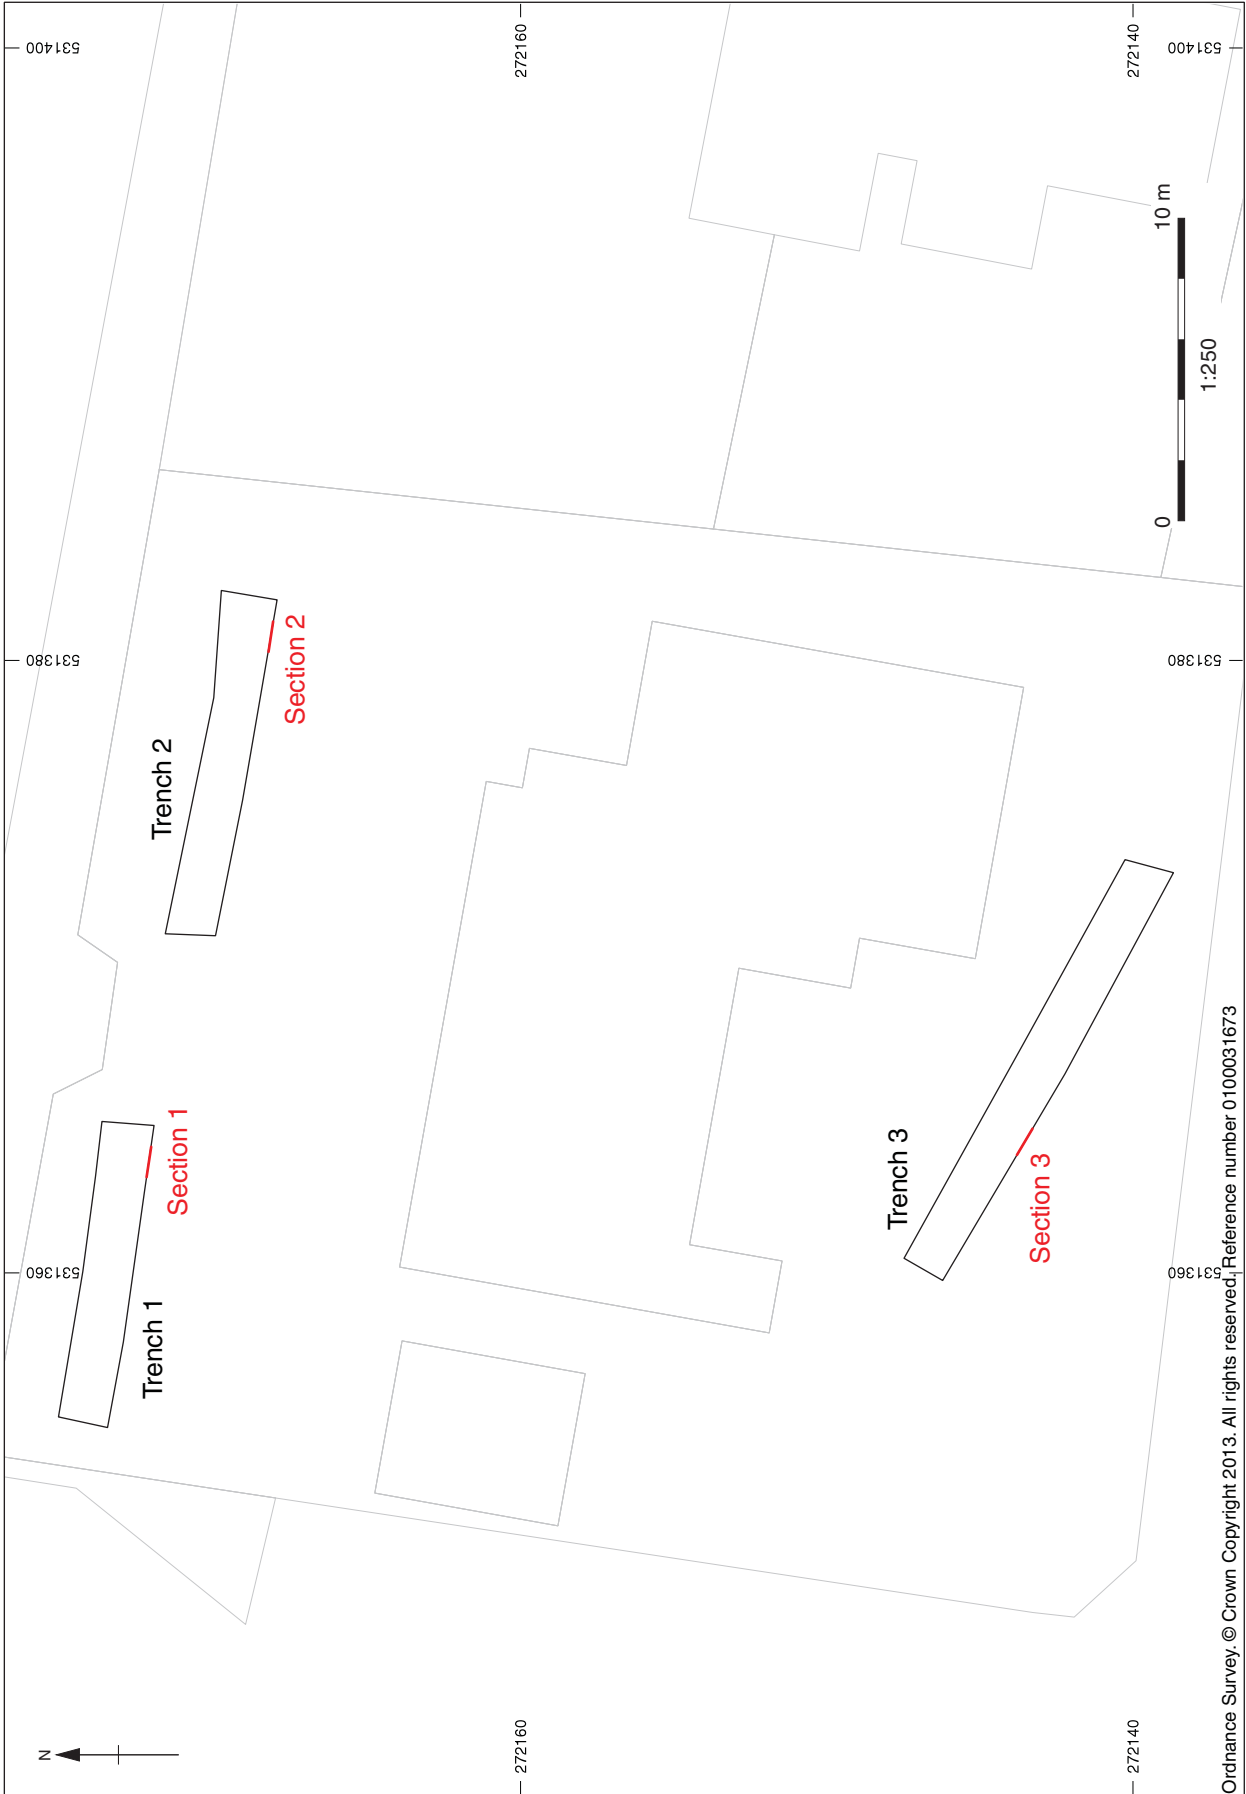 531360
531380
531400
N
Trench 1
Section 1
Trench 2
Section 2
272160
272160
Trench 3
Section 3
272140
272140
0
10 m
1:250
531360
531380
531400
Ordnance Survey. © Crown Copyright 2013. All rights reserved. Reference number 0100031673